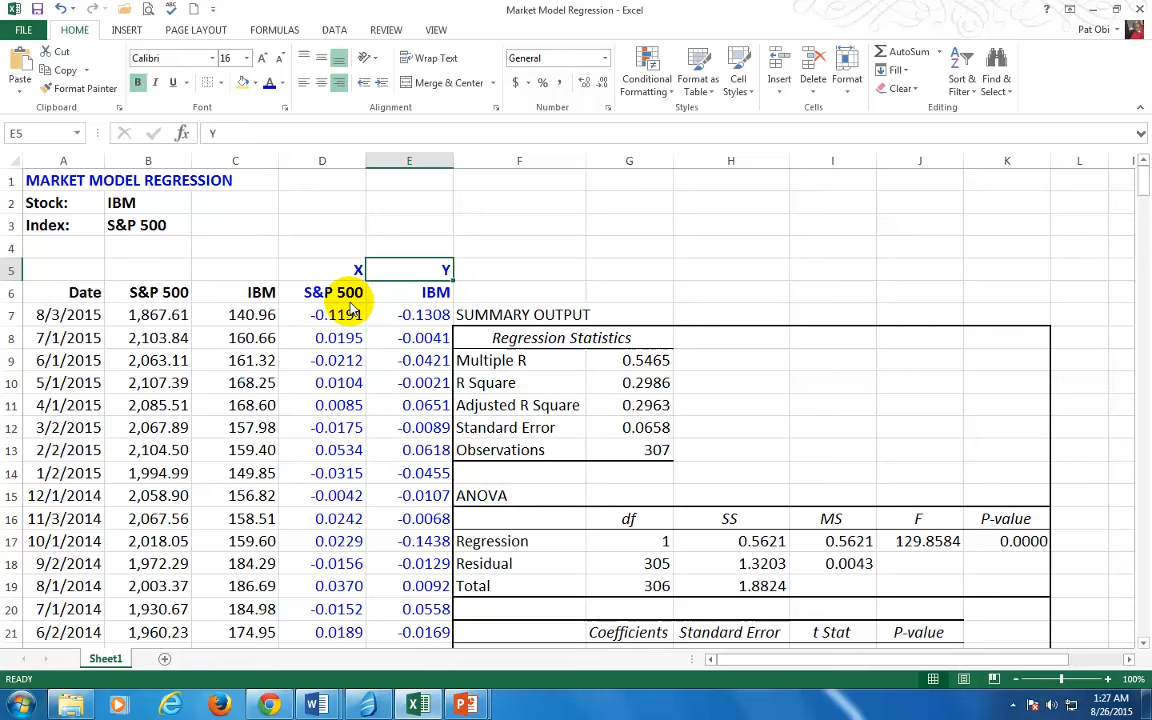 Market Model Regression - Excel
FILE HOME INSERT PAGE LAYOUT FORMULAS DATA REVIEW VIEW Pat Obi
Paste Cut Copy Format Painter Clipboard
Calibri 16 B I U Font
Wrap Text Merge & Center Alignment
General $ % , Number
Conditional Formatting Format as Table Cell Styles Styles
Insert Delete Format Cells
AutoSum Fill Clear Sort & Filter Find & Select Editing
E5 fx Y
A B C D E F G H I J K L
1 MARKET MODEL REGRESSION
2 Stock: IBM
3 Index: S&P 500
4
5 X Y
6 Date S&P 500 IBM S&P 500 IBM
7 8/3/2015 1,867.61 140.96 -0.1191 -0.1308 SUMMARY OUTPUT
8 7/1/2015 2,103.84 160.66 0.0195 -0.0041 Regression Statistics
9 6/1/2015 2,063.11 161.32 -0.0212 -0.0421 Multiple R 0.5465
10 5/1/2015 2,107.39 168.25 0.0104 -0.0021 R Square 0.2986
11 4/1/2015 2,085.51 168.60 0.0085 0.0651 Adjusted R Square 0.2963
12 3/2/2015 2,067.89 157.98 -0.0175 -0.0089 Standard Error 0.0658
13 2/2/2015 2,104.50 159.40 0.0534 0.0618 Observations 307
14 1/2/2015 1,994.99 149.85 -0.0315 -0.0455
15 12/1/2014 2,058.90 156.82 -0.0042 -0.0107 ANOVA
16 11/3/2014 2,067.56 158.51 0.0242 -0.0068 df SS MS F P-value
17 10/1/2014 2,018.05 159.60 0.0229 -0.1438 Regression 1 0.5621 0.5621 129.8584 0.0000
18 9/2/2014 1,972.29 184.29 -0.0156 -0.0129 Residual 305 1.3203 0.0043
19 8/1/2014 2,003.37 186.69 0.0370 0.0092 Total 306 1.8824
20 7/1/2014 1,930.67 184.98 -0.0152 0.0558
21 6/2/2014 1,960.23 174.95 0.0189 -0.0169 Coefficients Standard Error t Stat P-value
Sheet1
READY 100%
1:27 AM
8/26/2015